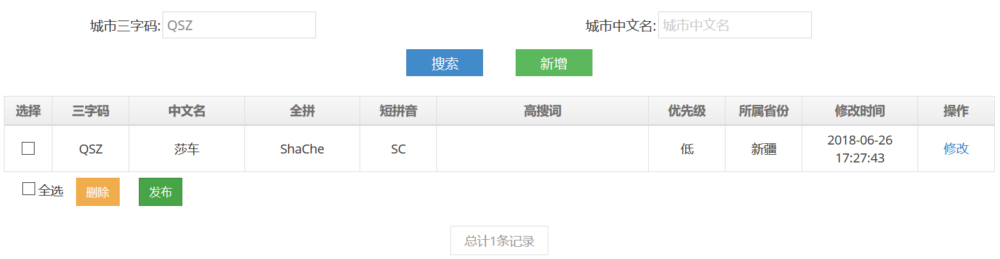 城市三字码: QSZ 城市中文名: 城市中文名
搜索 新增
选择 三字码 中文名 全拼 短拼音 高搜词 优先级 所属省份 修改时间 操作
QSZ 莎车 ShaChe SC 低 新疆 2018-06-26 17:27:43 修改
全选 删除 发布
总计1条记录